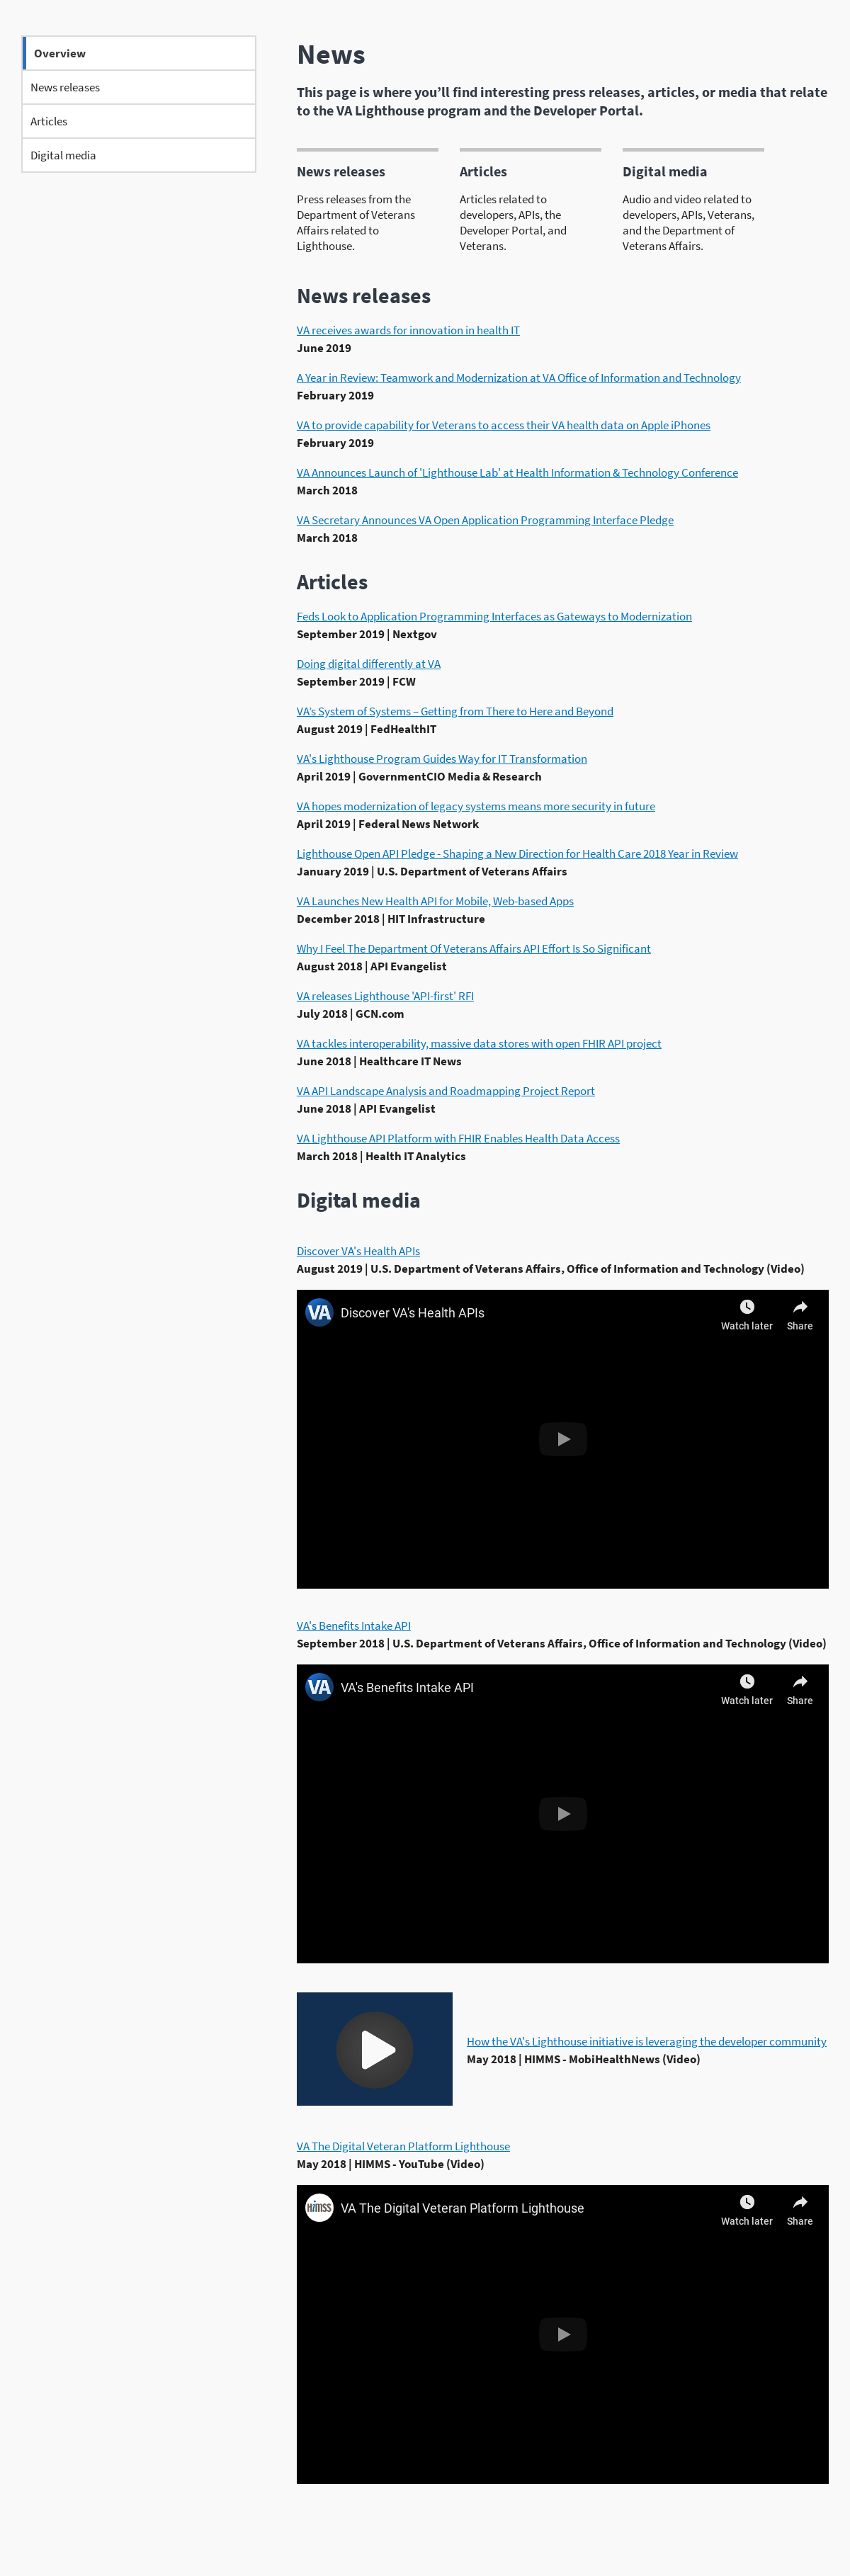 Overview
News releases
Articles
Digital media
News
This page is where you’ll find interesting press releases, articles, or media that relate
to the VA Lighthouse program and the Developer Portal.
News releases
Press releases from the
Department of Veterans
Affairs related to
Lighthouse.
Articles
Articles related to
developers, APIs, the
Developer Portal, and
Veterans.
Digital media
Audio and video related to
developers, APIs, Veterans,
and the Department of
Veterans Affairs.
News releases
VA receives awards for innovation in health IT
June 2019
A Year in Review: Teamwork and Modernization at VA Office of Information and Technology
February 2019
VA to provide capability for Veterans to access their VA health data on Apple iPhones
February 2019
VA Announces Launch of 'Lighthouse Lab' at Health Information & Technology Conference
March 2018
VA Secretary Announces VA Open Application Programming Interface Pledge
March 2018
Articles
Feds Look to Application Programming Interfaces as Gateways to Modernization
September 2019 | Nextgov
Doing digital differently at VA
September 2019 | FCW
VA’s System of Systems – Getting from There to Here and Beyond
August 2019 | FedHealthIT
VA's Lighthouse Program Guides Way for IT Transformation
April 2019 | GovernmentCIO Media & Research
VA hopes modernization of legacy systems means more security in future
April 2019 | Federal News Network
Lighthouse Open API Pledge - Shaping a New Direction for Health Care 2018 Year in Review
January 2019 | U.S. Department of Veterans Affairs
VA Launches New Health API for Mobile, Web-based Apps
December 2018 | HIT Infrastructure
Why I Feel The Department Of Veterans Affairs API Effort Is So Significant
August 2018 | API Evangelist
VA releases Lighthouse 'API-first' RFI
July 2018 | GCN.com
VA tackles interoperability, massive data stores with open FHIR API project
June 2018 | Healthcare IT News
VA API Landscape Analysis and Roadmapping Project Report
June 2018 | API Evangelist
VA Lighthouse API Platform with FHIR Enables Health Data Access
March 2018 | Health IT Analytics
Digital media
Discover VA's Health APIs
August 2019 | U.S. Department of Veterans Affairs, Office of Information and Technology (Video)
VA Discover VA's Health APIs
Watch later Share
VA's Benefits Intake API
September 2018 | U.S. Department of Veterans Affairs, Office of Information and Technology (Video)
VA VA's Benefits Intake API
Watch later Share
How the VA's Lighthouse initiative is leveraging the developer community
May 2018 | HIMMS - MobiHealthNews (Video)
VA The Digital Veteran Platform Lighthouse
May 2018 | HIMMS - YouTube (Video)
HiMSS VA The Digital Veteran Platform Lighthouse
Watch later Share